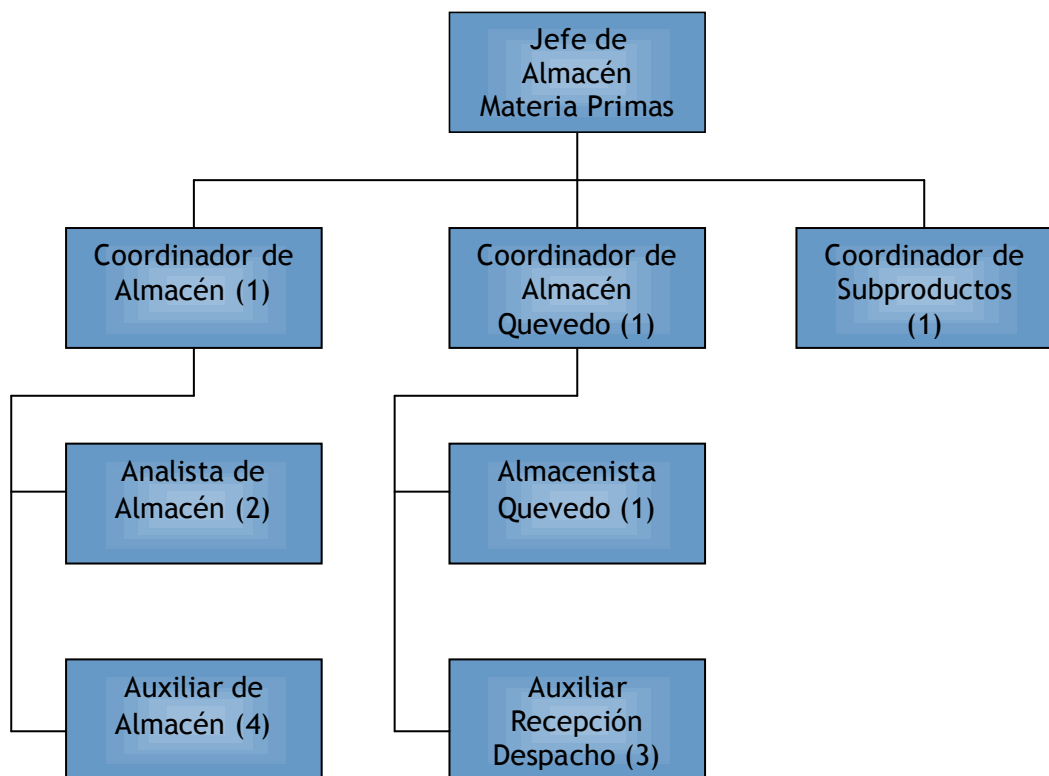 Jefe de
Almacén
Materia Primas
Coordinador de
Almacén (1)
Coordinador de
Almacén
Quevedo (1)
Coordinador de
Subproductos
(1)
Analista de
Almacén (2)
Almacenista
Quevedo (1)
Auxiliar de
Almacén (4)
Auxiliar
Recepción
Despacho (3)